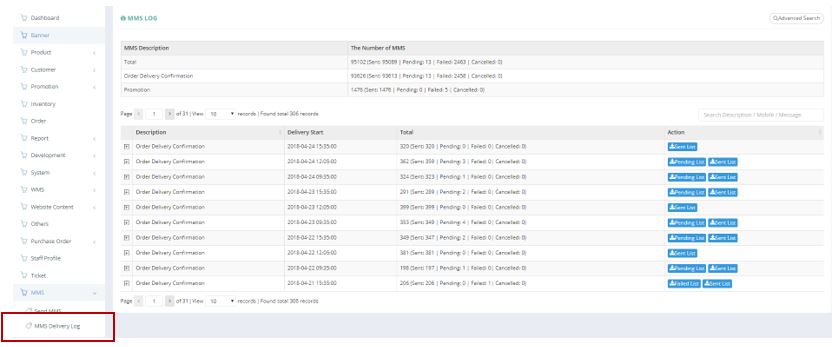 Dashboard
Banner
Product
Customer
Promotion
Inventory
Order
Report
Development
System
WMS
Website Content
Others
Purchase Order
Staff Profile
Ticket
MMS
Send MMS
MMS Delivery Log
MMS LOG
Advanced Search
MMS Description The Number of MMS
Total 95102 (Sent: 95089 | Pending: 13 | Failed: 2463 | Cancelled: 0)
Order Delivery Confirmation 93626 (Sent: 93613 | Pending: 13 | Failed: 2458 | Cancelled: 0)
Promotion 1476 (Sent: 1476 | Pending: 0 | Failed: 5 | Cancelled: 0)
Page < 1 > of 31 | View 10 records | Found total 306 records
Search Description / Mobile / Message
Description Delivery Start Total Action
Order Delivery Confirmation 2018-04-24 15:35:00 320 (Sent: 320 | Pending: 0 | Failed: 0 | Cancelled: 0) Sent List
Order Delivery Confirmation 2018-04-24 12:05:00 362 (Sent: 359 | Pending: 3 | Failed: 0 | Cancelled: 0) Pending List Sent List
Order Delivery Confirmation 2018-04-24 09:35:00 324 (Sent: 323 | Pending: 1 | Failed: 0 | Cancelled: 0) Pending List Sent List
Order Delivery Confirmation 2018-04-23 15:35:00 291 (Sent: 289 | Pending: 2 | Failed: 0 | Cancelled: 0) Pending List Sent List
Order Delivery Confirmation 2018-04-23 12:05:00 399 (Sent: 399 | Pending: 0 | Failed: 0 | Cancelled: 0) Sent List
Order Delivery Confirmation 2018-04-23 09:35:00 353 (Sent: 349 | Pending: 4 | Failed: 0 | Cancelled: 0) Pending List Sent List
Order Delivery Confirmation 2018-04-22 15:35:00 349 (Sent: 347 | Pending: 2 | Failed: 0 | Cancelled: 0) Pending List Sent List
Order Delivery Confirmation 2018-04-22 12:05:00 381 (Sent: 381 | Pending: 0 | Failed: 0 | Cancelled: 0) Sent List
Order Delivery Confirmation 2018-04-22 09:35:00 198 (Sent: 197 | Pending: 1 | Failed: 0 | Cancelled: 0) Pending List Sent List
Order Delivery Confirmation 2018-04-21 15:35:00 206 (Sent: 206 | Pending: 0 | Failed: 1 | Cancelled: 0) Failed List Sent List
Page < 1 > of 31 | View 10 records | Found total 306 records